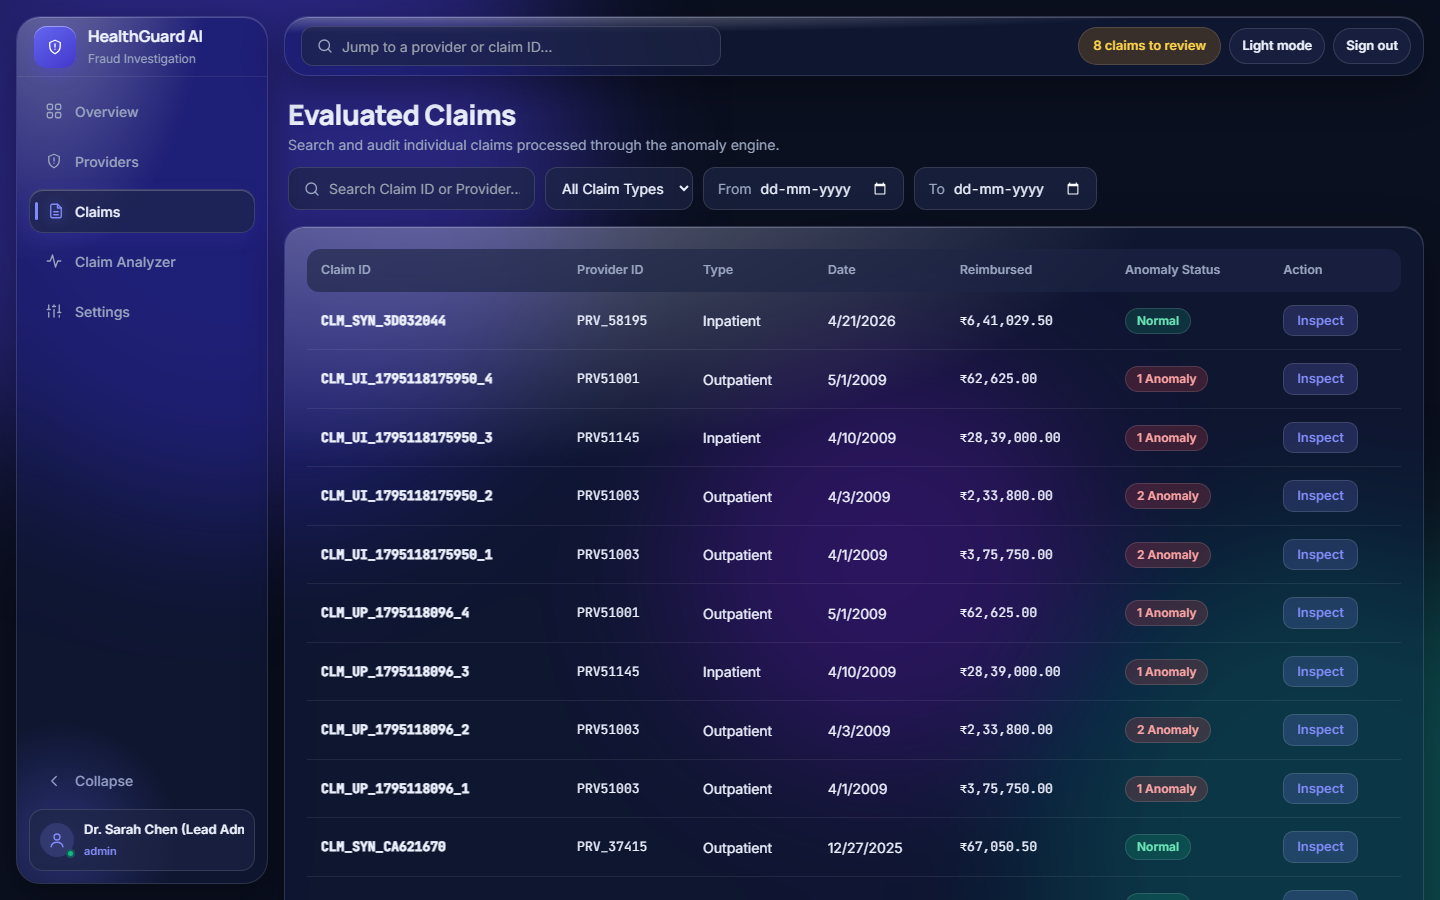 HealthGuard AI
Fraud Investigation
Overview
Providers
Claims
Claim Analyzer
Settings
Collapse
Dr. Sarah Chen (Lead Adm
admin
Jump to a provider or claim ID...
8 claims to review
Light mode
Sign out
Evaluated Claims
Search and audit individual claims processed through the anomaly engine.
Search Claim ID or Provider...
All Claim Types
From dd-mm-yyyy
To dd-mm-yyyy
Claim ID Provider ID Type Date Reimbursed Anomaly Status Action
CLM_SYN_3D032044 PRV_58195 Inpatient 4/21/2026 ₹6,41,029.50 Normal Inspect
CLM_UI_1795118175950_4 PRV51001 Outpatient 5/1/2009 ₹62,625.00 1 Anomaly Inspect
CLM_UI_1795118175950_3 PRV51145 Inpatient 4/10/2009 ₹28,39,000.00 1 Anomaly Inspect
CLM_UI_1795118175950_2 PRV51003 Outpatient 4/3/2009 ₹2,33,800.00 2 Anomaly Inspect
CLM_UI_1795118175950_1 PRV51003 Outpatient 4/1/2009 ₹3,75,750.00 2 Anomaly Inspect
CLM_UP_1795118096_4 PRV51001 Outpatient 5/1/2009 ₹62,625.00 1 Anomaly Inspect
CLM_UP_1795118096_3 PRV51145 Inpatient 4/10/2009 ₹28,39,000.00 1 Anomaly Inspect
CLM_UP_1795118096_2 PRV51003 Outpatient 4/3/2009 ₹2,33,800.00 2 Anomaly Inspect
CLM_UP_1795118096_1 PRV51003 Outpatient 4/1/2009 ₹3,75,750.00 1 Anomaly Inspect
CLM_SYN_CA621670 PRV_37415 Outpatient 12/27/2025 ₹67,050.50 Normal Inspect